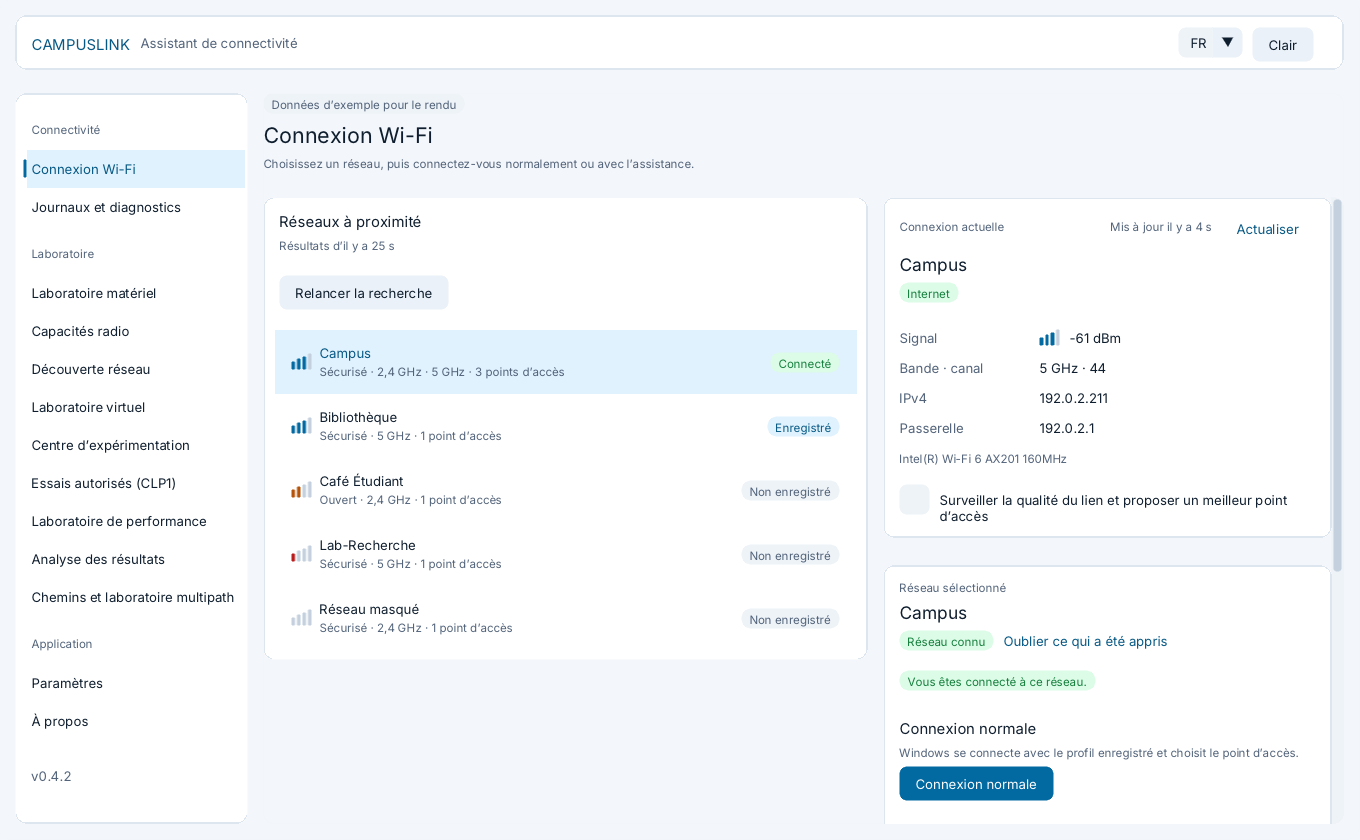 CAMPUSLINK Assistant de connectivité
FR ▼ Clair
Connectivité
Connexion Wi-Fi
Journaux et diagnostics
Laboratoire
Laboratoire matériel
Capacités radio
Découverte réseau
Laboratoire virtuel
Centre d’expérimentation
Essais autorisés (CLP1)
Laboratoire de performance
Analyse des résultats
Chemins et laboratoire multipath
Application
Paramètres
À propos
v0.4.2
Données d’exemple pour le rendu
Connexion Wi-Fi
Choisissez un réseau, puis connectez-vous normalement ou avec l’assistance.
Réseaux à proximité
Résultats d’il y a 25 s
Relancer la recherche
Campus
Sécurisé · 2,4 GHz · 5 GHz · 3 points d’accès
Connecté
Bibliothèque
Sécurisé · 5 GHz · 1 point d’accès
Enregistré
Café Étudiant
Ouvert · 2,4 GHz · 1 point d’accès
Non enregistré
Lab-Recherche
Sécurisé · 5 GHz · 1 point d’accès
Non enregistré
Réseau masqué
Sécurisé · 2,4 GHz · 1 point d’accès
Non enregistré
Connexion actuelle Mis à jour il y a 4 s Actualiser
Campus
Internet
Signal -61 dBm
Bande · canal 5 GHz · 44
IPv4 192.0.2.211
Passerelle 192.0.2.1
Intel(R) Wi-Fi 6 AX201 160MHz
Surveiller la qualité du lien et proposer un meilleur point
d’accès
Réseau sélectionné
Campus
Réseau connu Oublier ce qui a été appris
Vous êtes connecté à ce réseau.
Connexion normale
Windows se connecte avec le profil enregistré et choisit le point d’accès.
Connexion normale